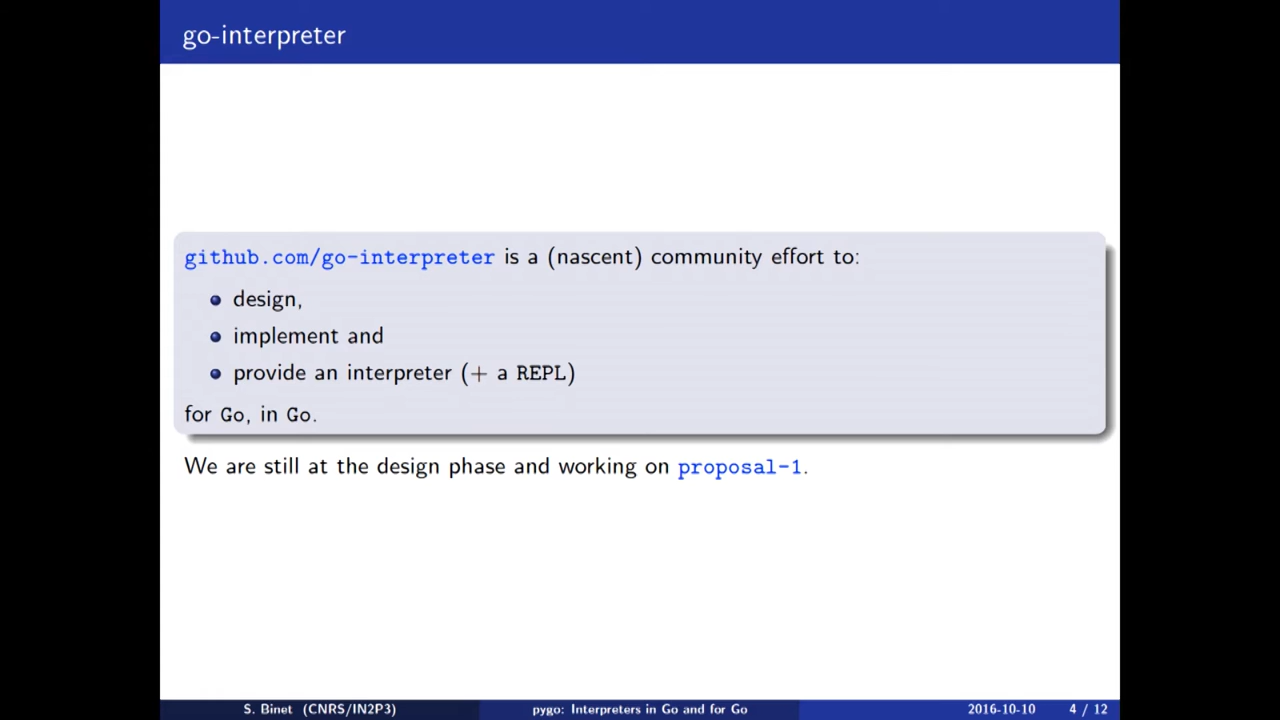 go-interpreter
github.com/go-interpreter is a (nascent) community effort to:
design,
implement and
provide an interpreter (+ a REPL)
for Go, in Go.
We are still at the design phase and working on proposal-1.
S. Binet (CNRS/IN2P3) pygo: Interpreters in Go and for Go 2016-10-10 4 / 12